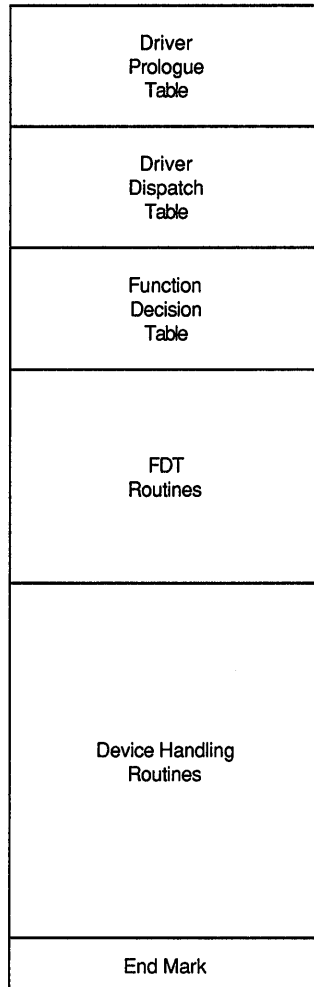 Driver
Prologue
Table
Driver
Dispatch
Table
Function
Decision
Table
FDT
Routines
Device Handling
Routines
End Mark